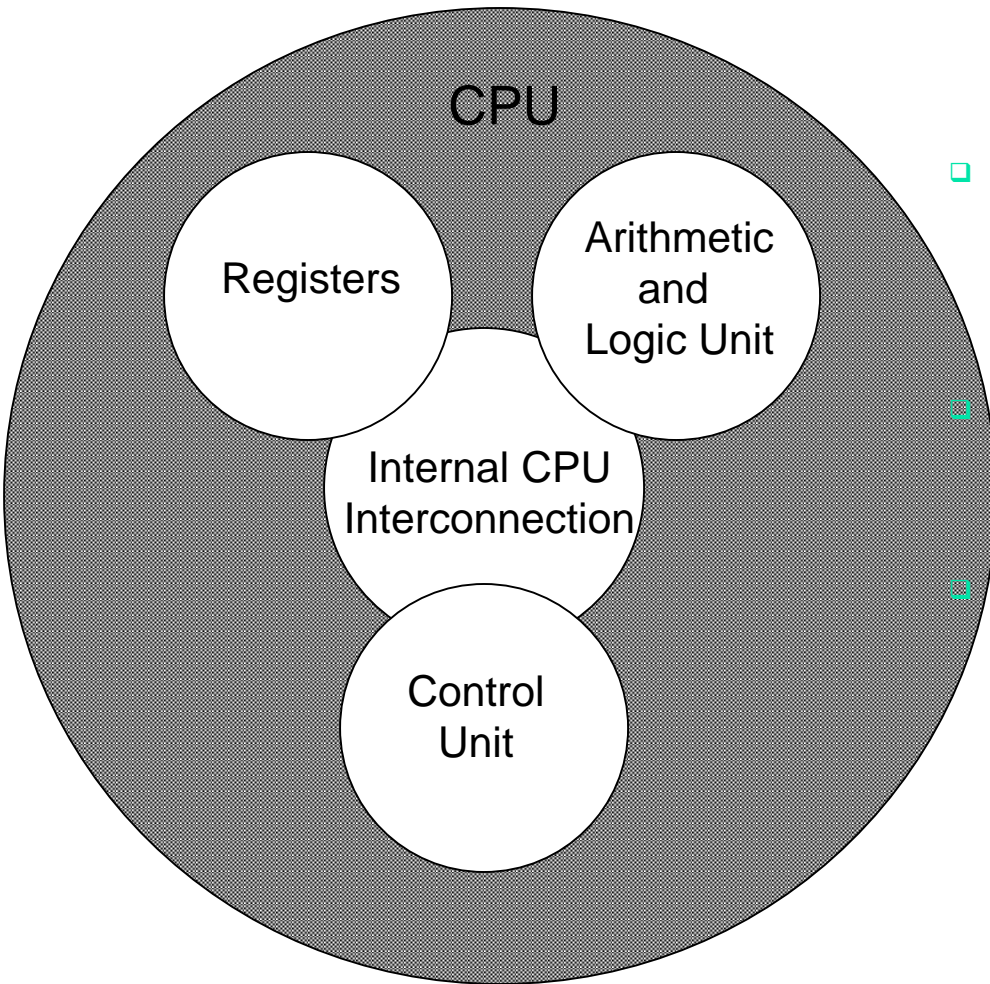 CPU
Registers
Arithmetic
and
Logic Unit
Internal CPU
Interconnection
Control
Unit